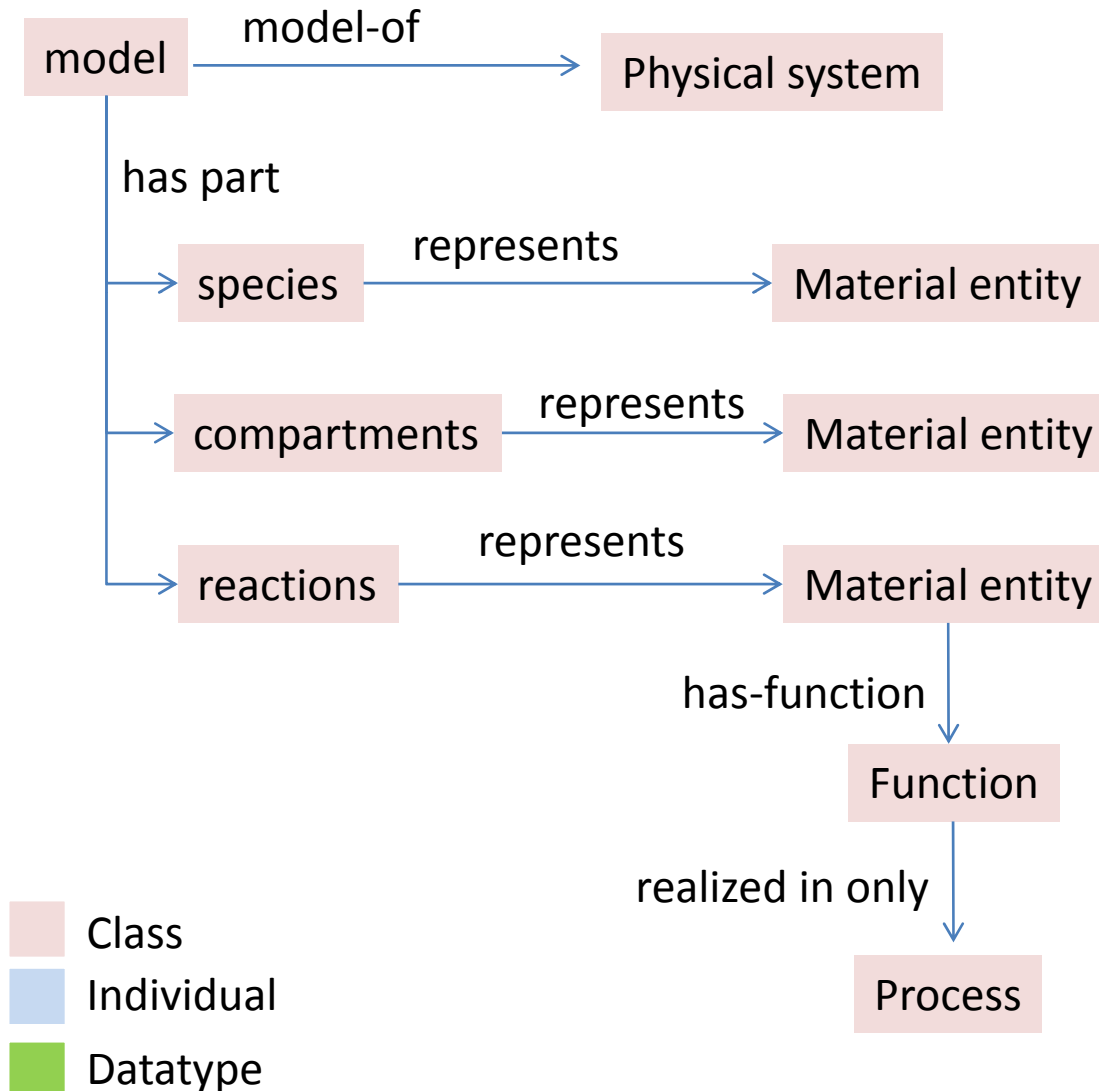 model
model-of
Physical system
has part
species
represents
Material entity
compartments
represents
Material entity
reactions
represents
Material entity
has-function
Function
realized in only
Process
Class
Individual
Datatype